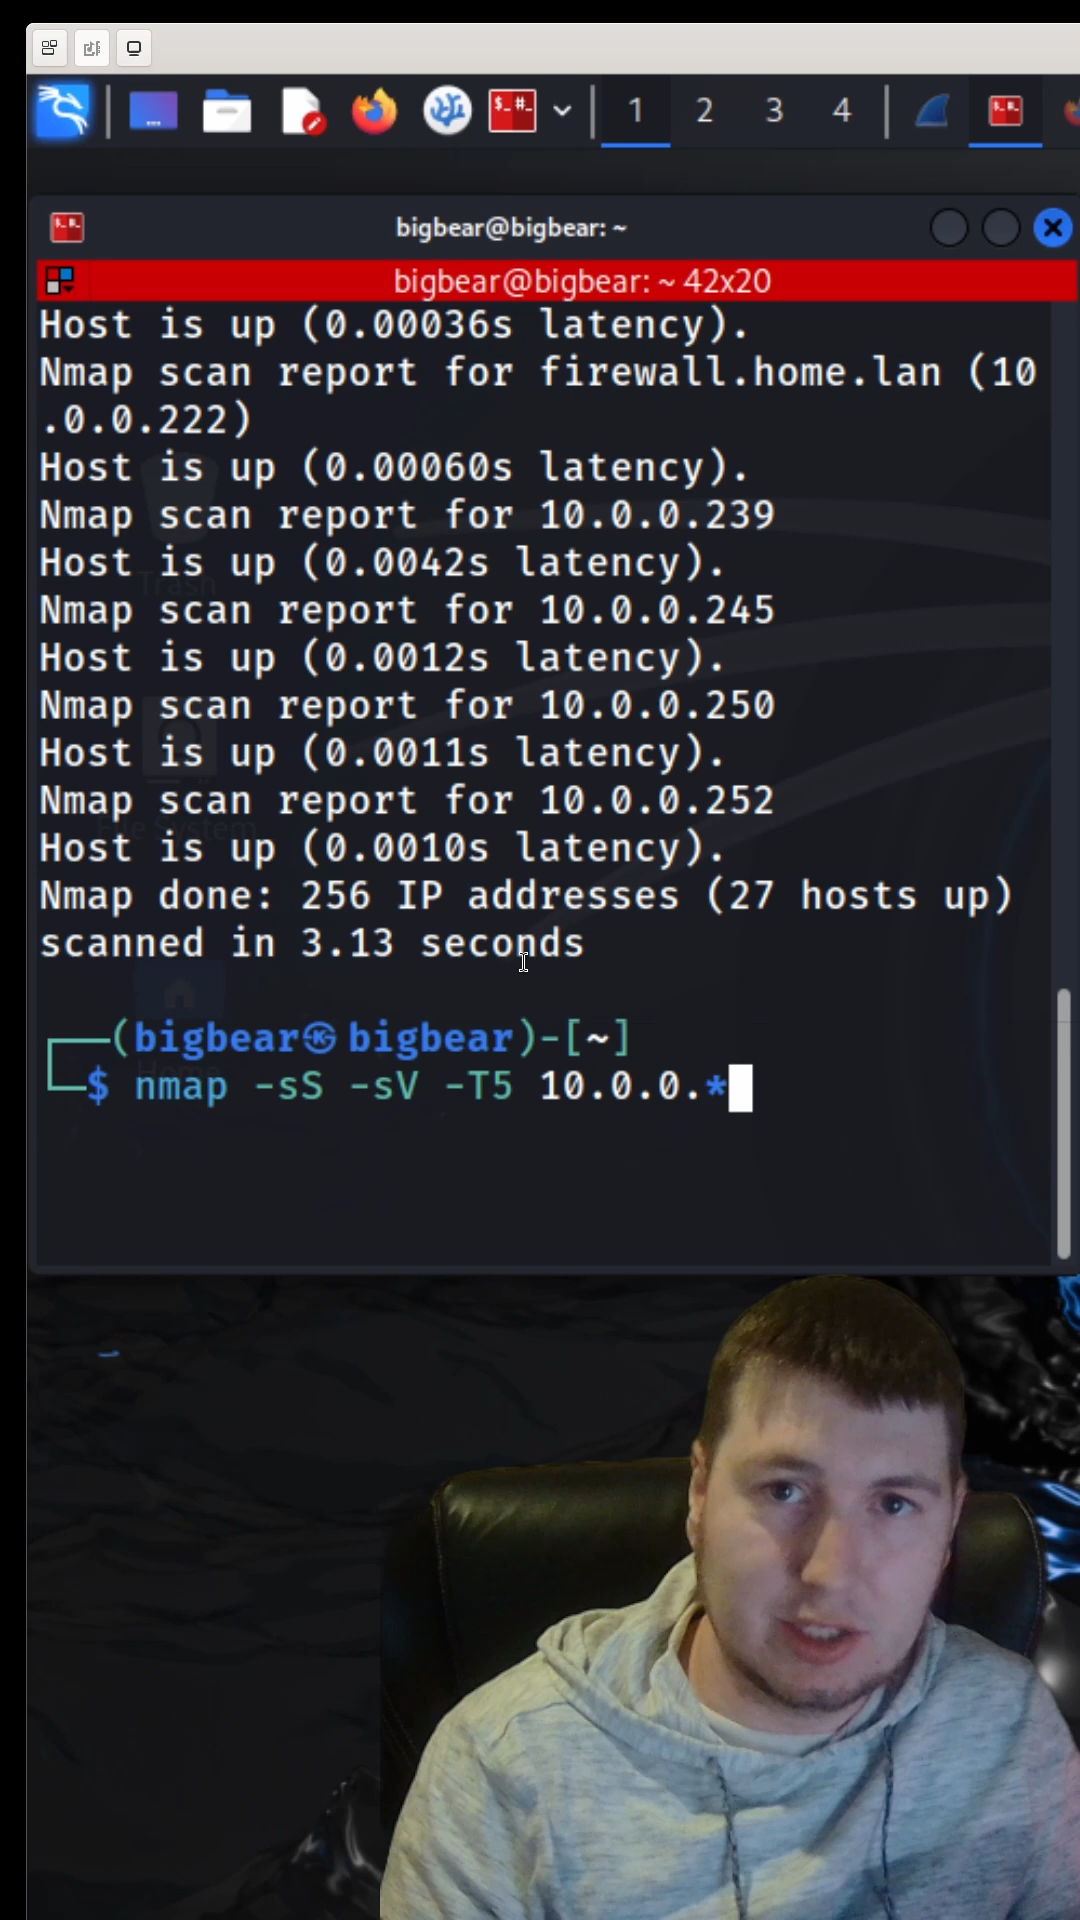 1 2 3 4
bigbear@bigbear: ~
bigbear@bigbear: ~ 42x20
Host is up (0.00036s latency).
Nmap scan report for firewall.home.lan (10
.0.0.222)
Host is up (0.00060s latency).
Nmap scan report for 10.0.0.239
Host is up (0.0042s latency).
Trash
Nmap scan report for 10.0.0.245
Host is up (0.0012s latency).
Nmap scan report for 10.0.0.250
Host is up (0.0011s latency).
Nmap scan report for 10.0.0.252
File System
Host is up (0.0010s latency).
Nmap done: 256 IP addresses (27 hosts up)
scanned in 3.13 seconds
┌──(bigbear㉿bigbear)-[~]
Home
└─$ nmap -sS -sV -T5 10.0.0.*